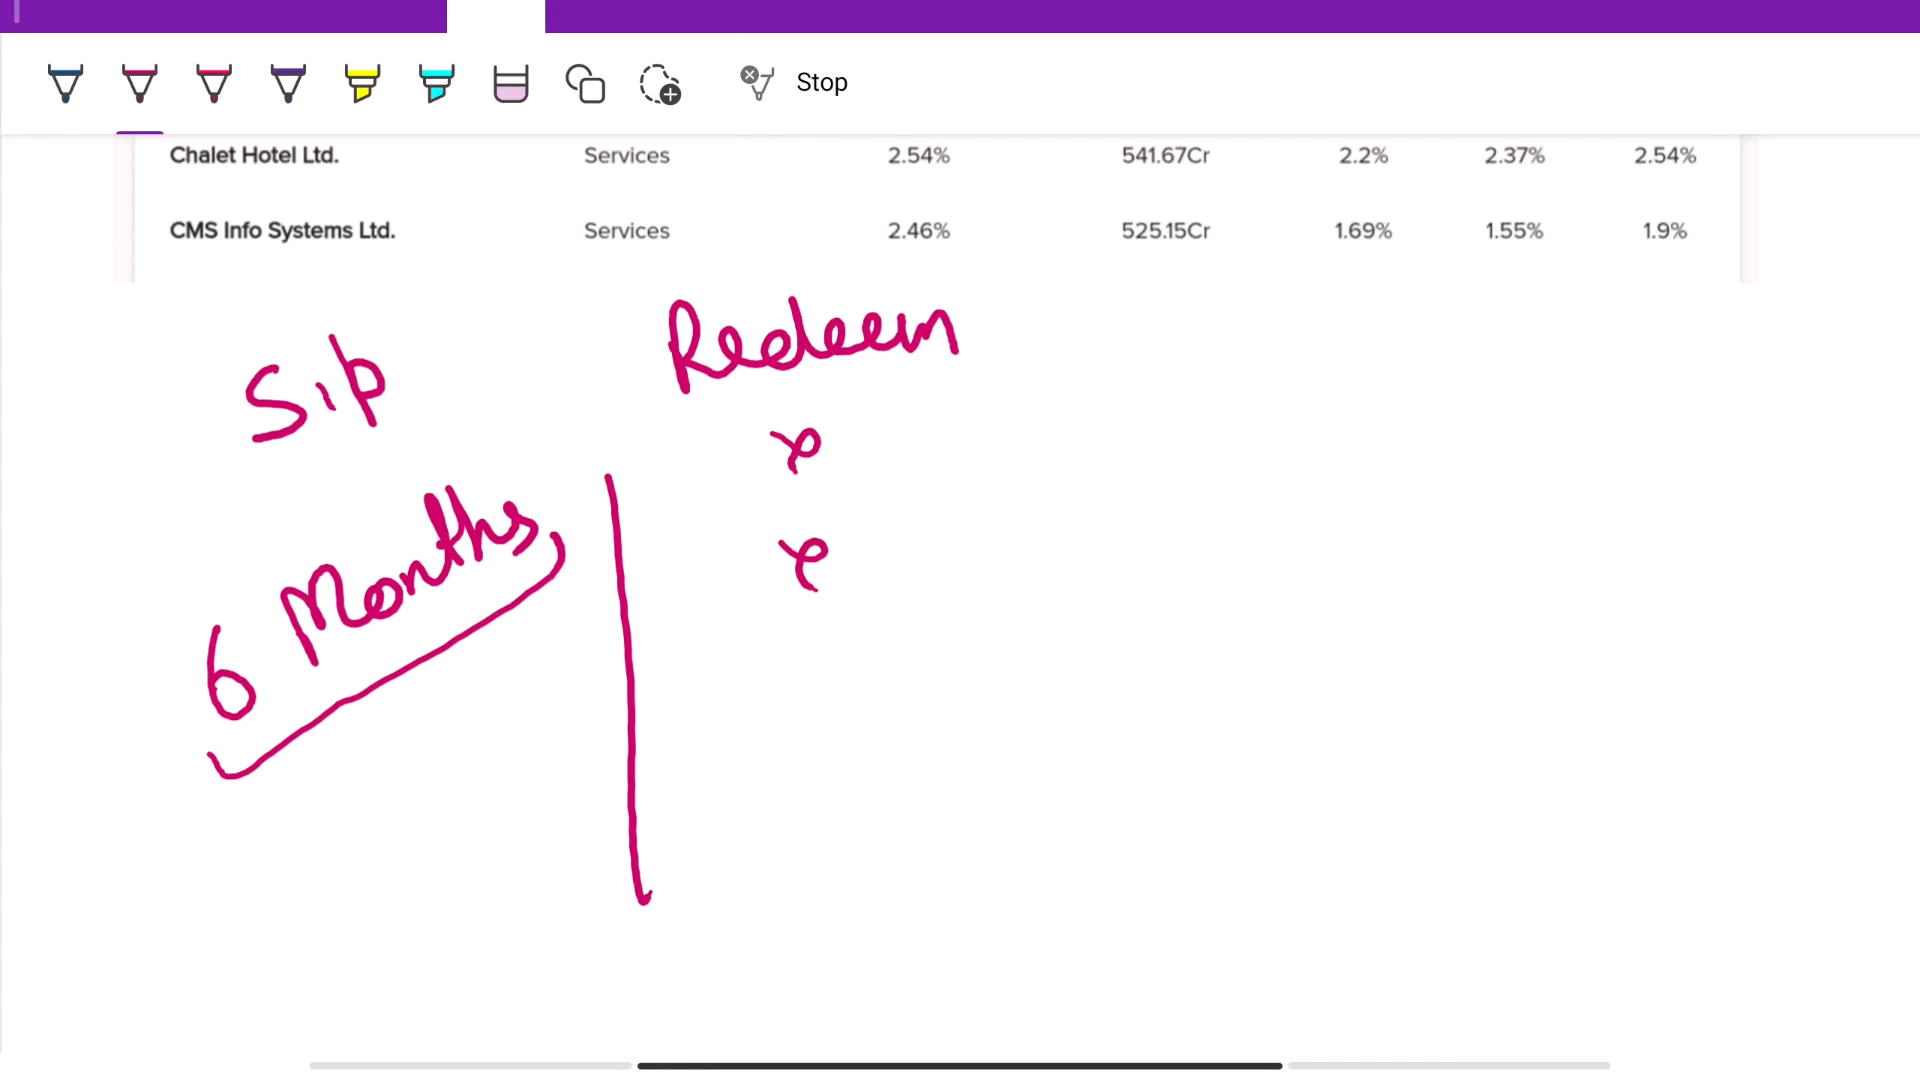 Stop
Chalet Hotel Ltd. Services 2.54% 541.67Cr 2.2% 2.37% 2.54%
CMS Info Systems Ltd. Services 2.46% 525.15Cr 1.69% 1.55% 1.9%
Sip
Redeem
x
x
6 Months